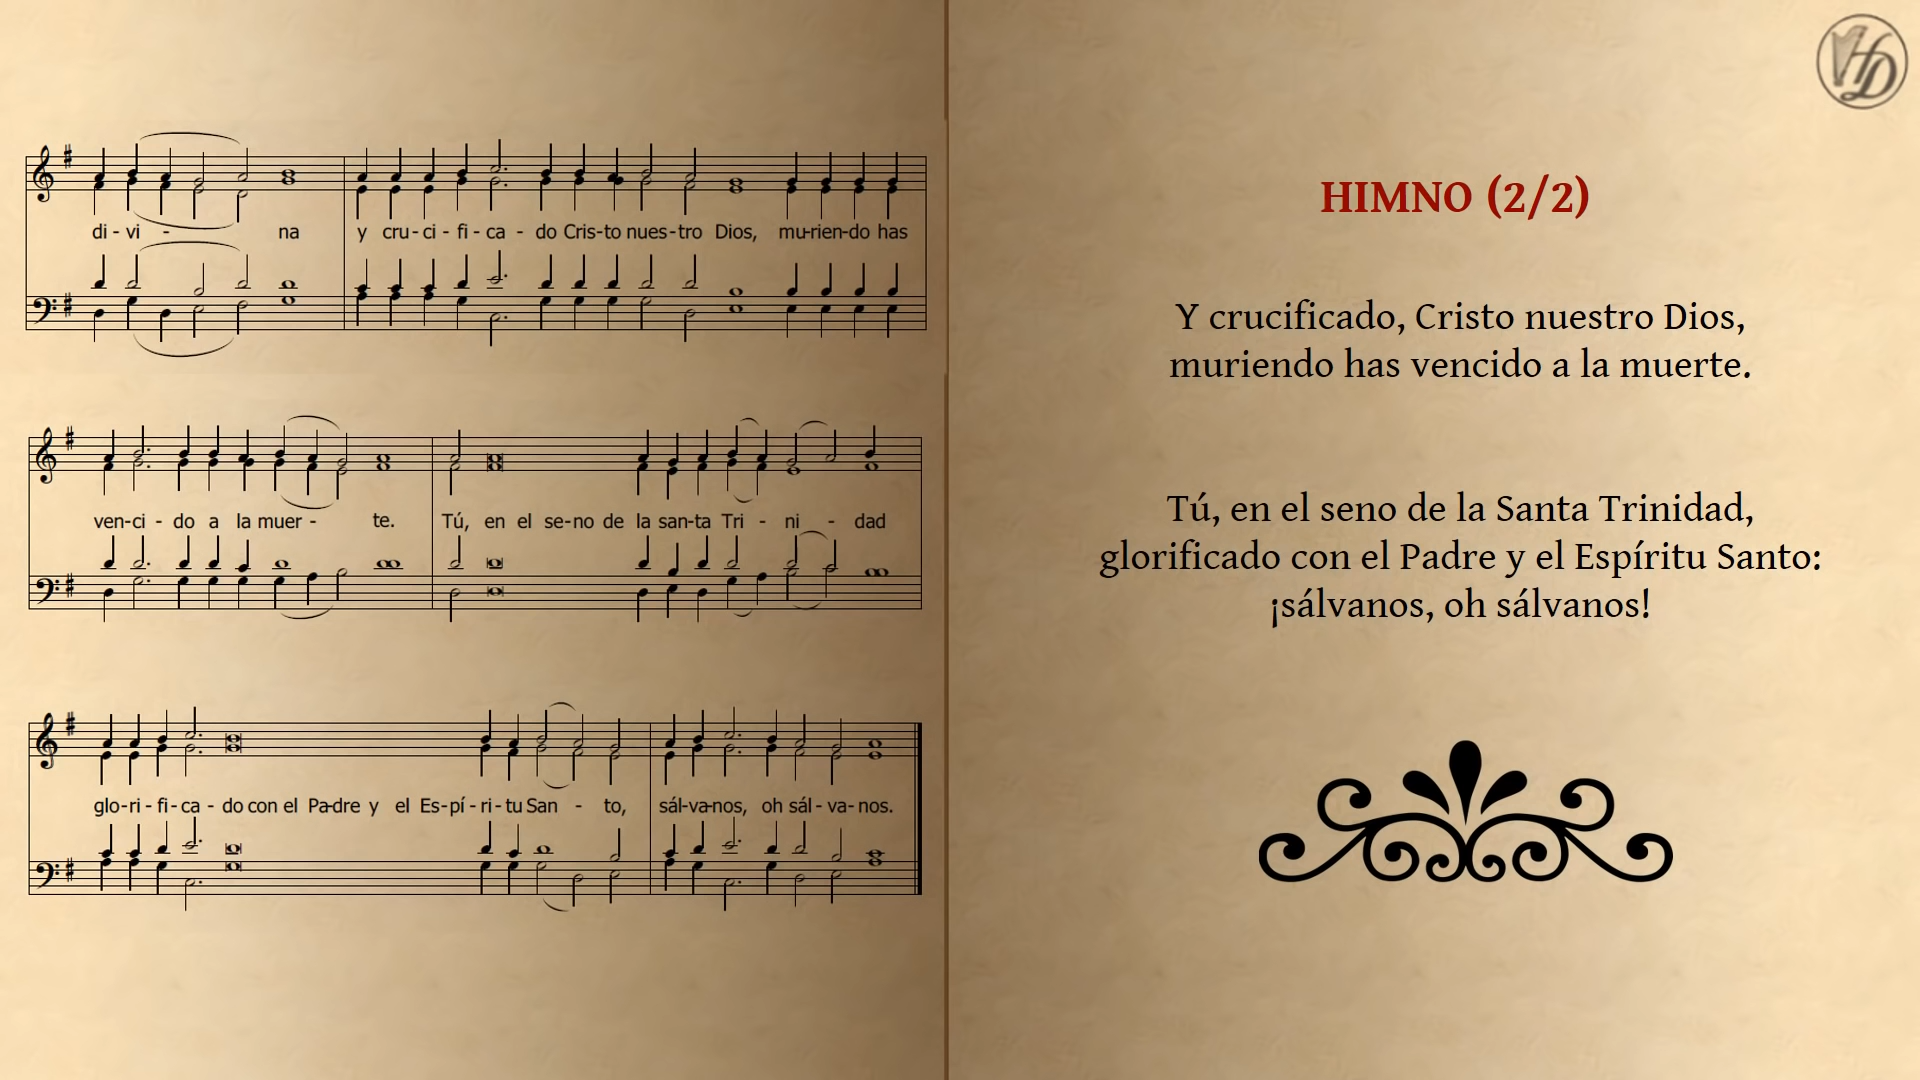 di - vi - na y cru - ci - fi - ca - do Cris - to nues - tro Dios, mu - rien - do has
ven - ci - do a la muer - te. Tú, en el se - no de la san - ta Tri - ni - dad
glo - ri - fi - ca - do con el Pa - dre y el Es - pí - ri - tu San - to, sál - va - nos, oh sál - va - nos.
HD
HIMNO (2/2)
Y crucificado, Cristo nuestro Dios,
muriendo has vencido a la muerte.
Tú, en el seno de la Santa Trinidad,
glorificado con el Padre y el Espíritu Santo:
¡sálvanos, oh sálvanos!